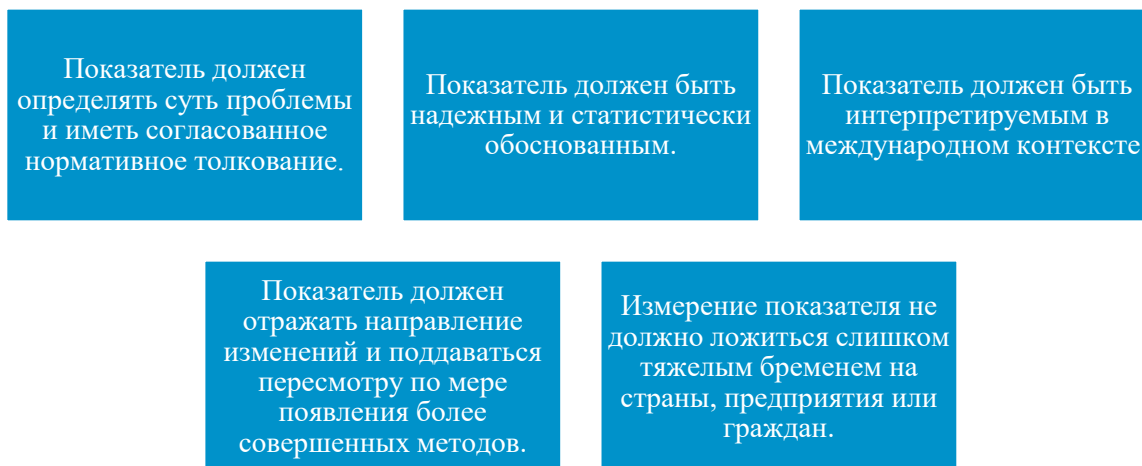 Показатель должен
определять суть проблемы
и иметь согласованное
нормативное толкование.
Показатель должен быть
надежным и статистически
обоснованным.
Показатель должен быть
интерпретируемым в
международном контексте
Показатель должен
отражать направление
изменений и поддаваться
пересмотру по мере
появления более
совершенных методов.
Измерение показателя не
должно ложиться слишком
тяжелым бременем на
страны, предприятия или
граждан.